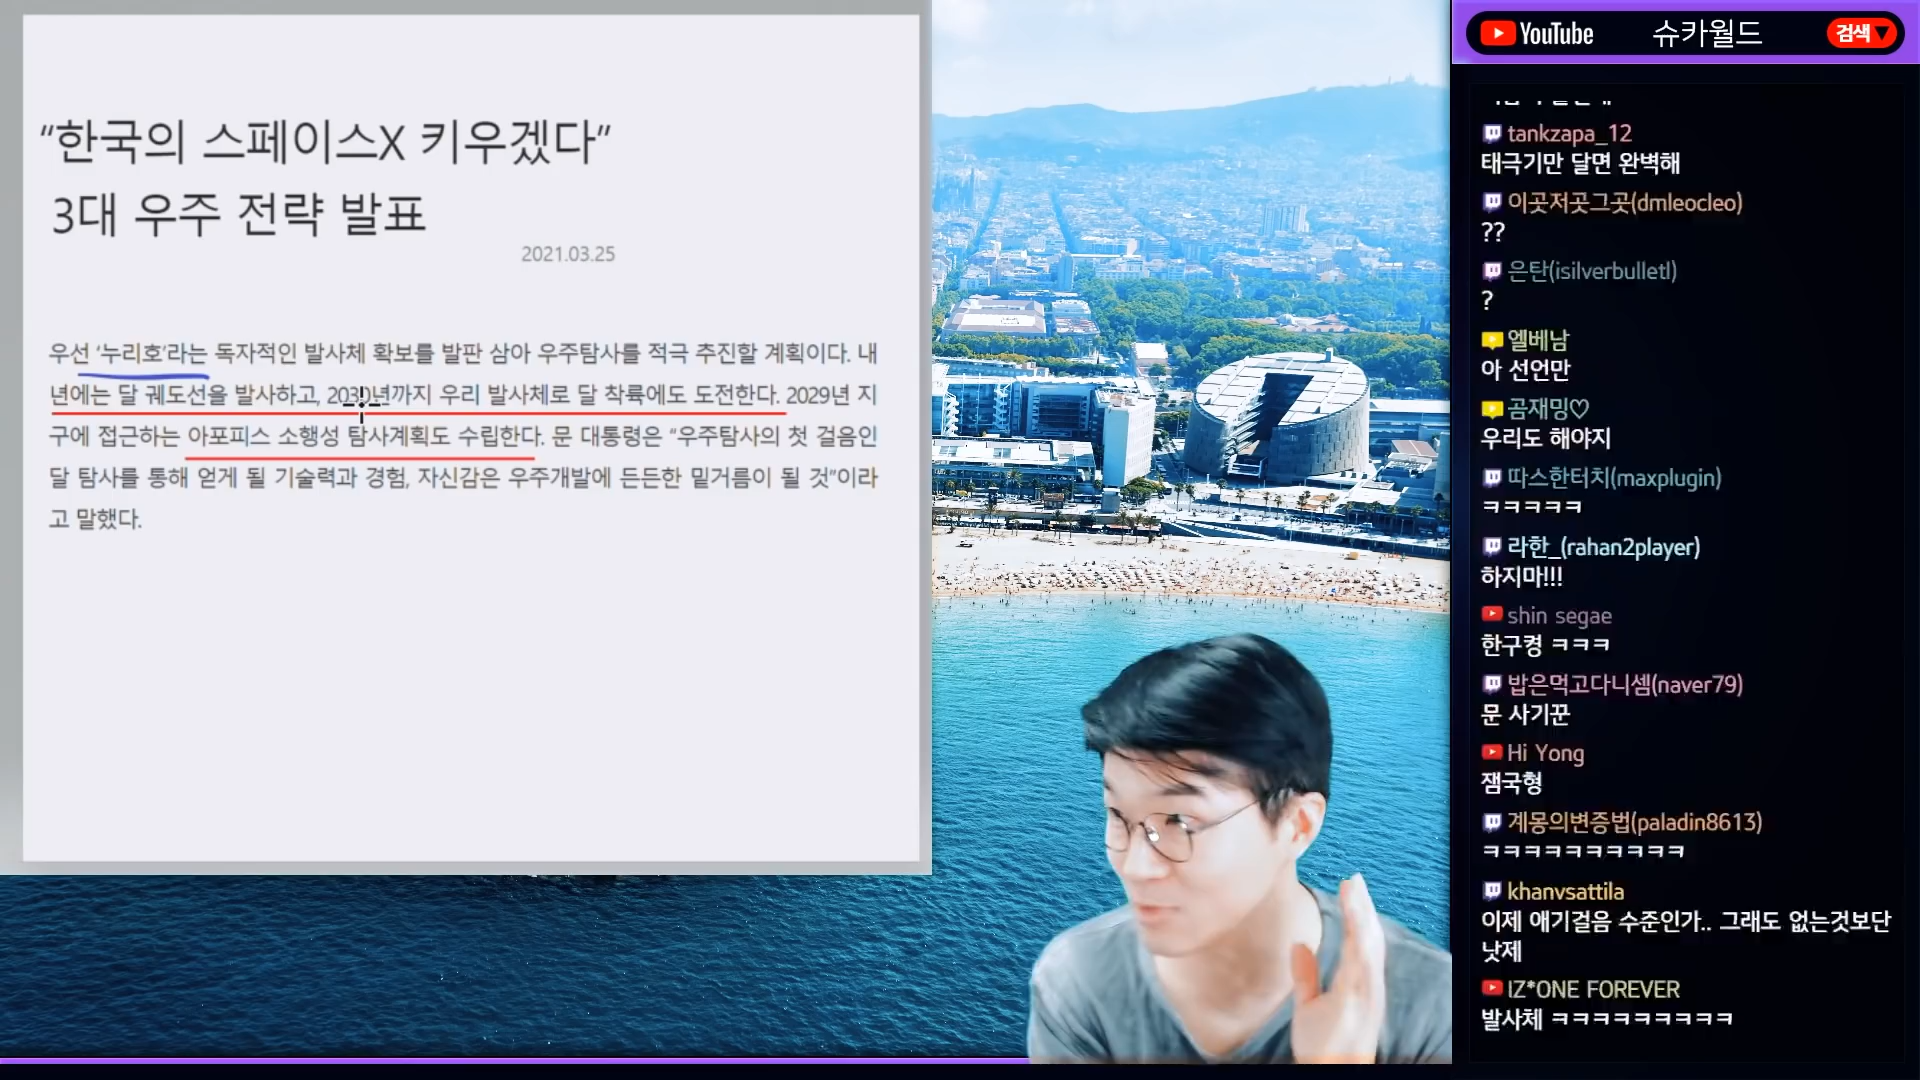 “한국의 스페이스X 키우겠다”
3대 우주 전략 발표
2021.03.25
우선 ‘누리호’라는 독자적인 발사체 확보를 발판 삼아 우주탐사를 적극 추진할 계획이다. 내
년에는 달 궤도선을 발사하고, 2030년까지 우리 발사체로 달 착륙에도 도전한다. 2029년 지
구에 접근하는 아포피스 소행성 탐사계획도 수립한다. 문 대통령은 “우주탐사의 첫 걸음인
달 탐사를 통해 얻게 될 기술력과 경험, 자신감은 우주개발에 든든한 밑거름이 될 것”이라
고 말했다.
YouTube 슈카월드 검색▼
tankzapa_12
태극기만 달면 완벽해
이곳저곳그곳(dmleocleo)
??
은탄(isilverbulletl)
?
엘베남
아 선언만
곰재밍♡
우리도 해야지
따스한터치(maxplugin)
ㅋㅋㅋㅋㅋ
라한_(rahan2player)
하지마!!!
shin segae
한구켱 ㅋㅋㅋ
밥은먹고다니셈(naver79)
문 사기꾼
Hi Yong
잼국형
계몽의변증법(paladin8613)
ㅋㅋㅋㅋㅋㅋㅋㅋㅋㅋ
khanvsattila
이제 애기걸음 수준인가.. 그래도 없는것보단
낫제
IZ*ONE FOREVER
발사체 ㅋㅋㅋㅋㅋㅋㅋㅋㅋ